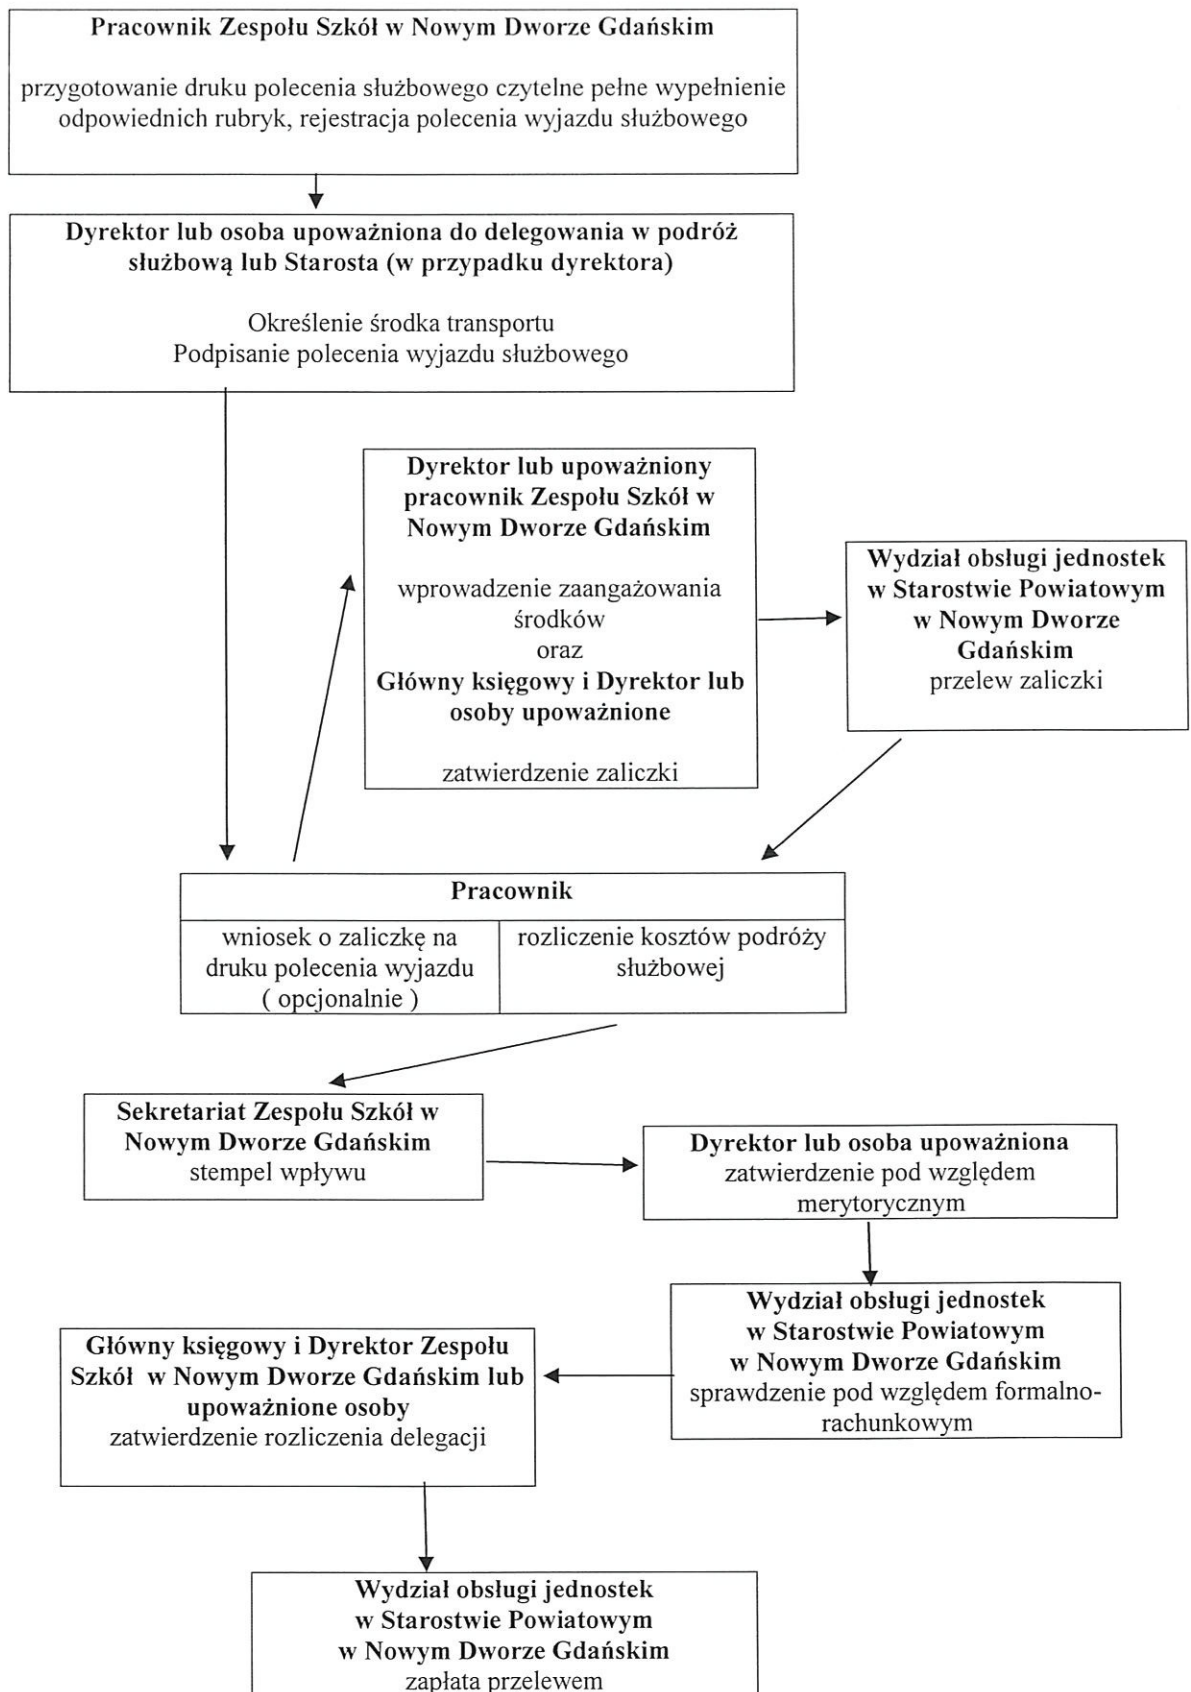 Pracownik Zespołu Szkół w Nowym Dworze Gdańskim
przygotowanie druku polecenia służbowego czytelne pełne wypełnienie
odpowiednich rubryk, rejestracja polecenia wyjazdu służbowego
Dyrektor lub osoba upoważniona do delegowania w podróż
służbową lub Starosta (w przypadku dyrektora)
Określenie środka transportu
Podpisanie polecenia wyjazdu służbowego
Dyrektor lub upoważniony
pracownik Zespołu Szkół w
Nowym Dworze Gdańskim
wprowadzenie zaangażowania
środków
oraz
Główny księgowy i Dyrektor lub
osoby upoważnione
zatwierdzenie zaliczki
Wydział obsługi jednostek
w Starostwie Powiatowym
w Nowym Dworze
Gdańskim
przelew zaliczki
Pracownik
wniosek o zaliczkę na
druku polecenia wyjazdu
( opcjonalnie )
rozliczenie kosztów podróży
służbowej
Sekretariat Zespołu Szkół w
Nowym Dworze Gdańskim
stempel wpływu
Dyrektor lub osoba upoważniona
zatwierdzenie pod względem
merytorycznym
Wydział obsługi jednostek
w Starostwie Powiatowym
w Nowym Dworze Gdańskim
sprawdzenie pod względem formalno-
rachunkowym
Główny księgowy i Dyrektor Zespołu
Szkół w Nowym Dworze Gdańskim lub
upoważnione osoby
zatwierdzenie rozliczenia delegacji
Wydział obsługi jednostek
w Starostwie Powiatowym
w Nowym Dworze Gdańskim
zapłata przelewem